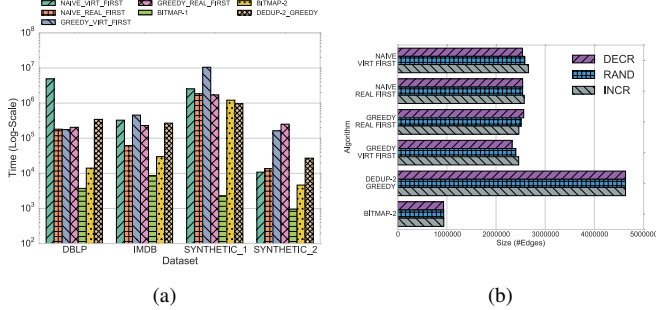 NAIVE_VIRT_FIRST GREEDY_REAL_FIRST BITMAP-2
NAIVE_REAL_FIRST BITMAP-1 DEDUP-2_GREEDY
GREEDY_VIRT_FIRST
Time (Log-Scale)
10^8
10^7
10^6
10^5
10^4
10^3
10^2
DBLP IMDB SYNTHETIC_1 SYNTHETIC_2
Dataset
(a)
Algorithm
NAIVE
VIRT FIRST
NAIVE
REAL FIRST
GREEDY
REAL FIRST
GREEDY
VIRT FIRST
DEDUP-2
GREEDY
BITMAP-2
DECR
RAND
INCR
0 1000000 2000000 3000000 4000000 5000000 6000000
Size (#Edges)
(b)